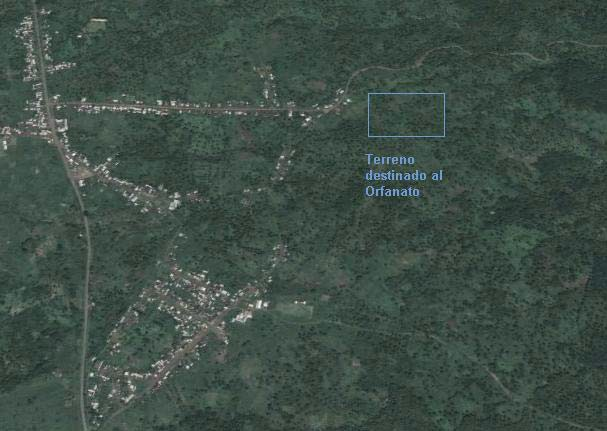 Terreno
destinado al
Orfanato